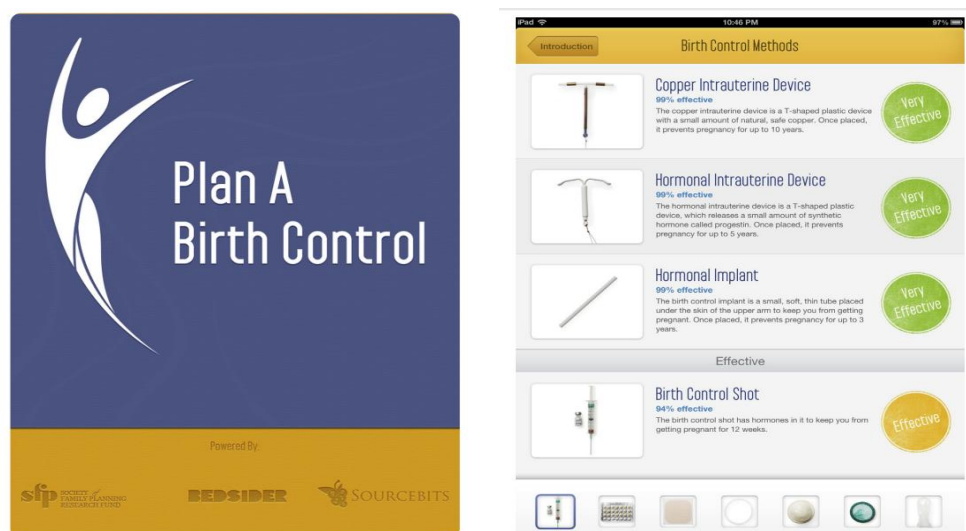 Plan A
Birth Control
Powered By:
sfp SOCIETY of
FAMILY PLANNING
RESEARCH FUND
BEDSIDER
SOURCEBITS
iPad
10:46 PM
97%
Introduction
Birth Control Methods
Copper Intrauterine Device
99% effective
The copper intrauterine device is a T-shaped plastic device
with a small amount of natural, safe copper. Once placed,
it prevents pregnancy for up to 10 years.
Very
Effective
Hormonal Intrauterine Device
99% effective
The hormonal intrauterine device is a T-shaped plastic
device, which releases a small amount of synthetic
hormone called progestin. Once placed, it prevents
pregnancy for up to 5 years.
Very
Effective
Hormonal Implant
99% effective
The birth control implant is a small, soft, thin tube placed
under the skin of the upper arm to keep you from getting
pregnant. Once placed, it prevents pregnancy for up to 3
years.
Very
Effective
Effective
Birth Control Shot
94% effective
The birth control shot has hormones in it to keep you from
getting pregnant for 12 weeks.
Effective